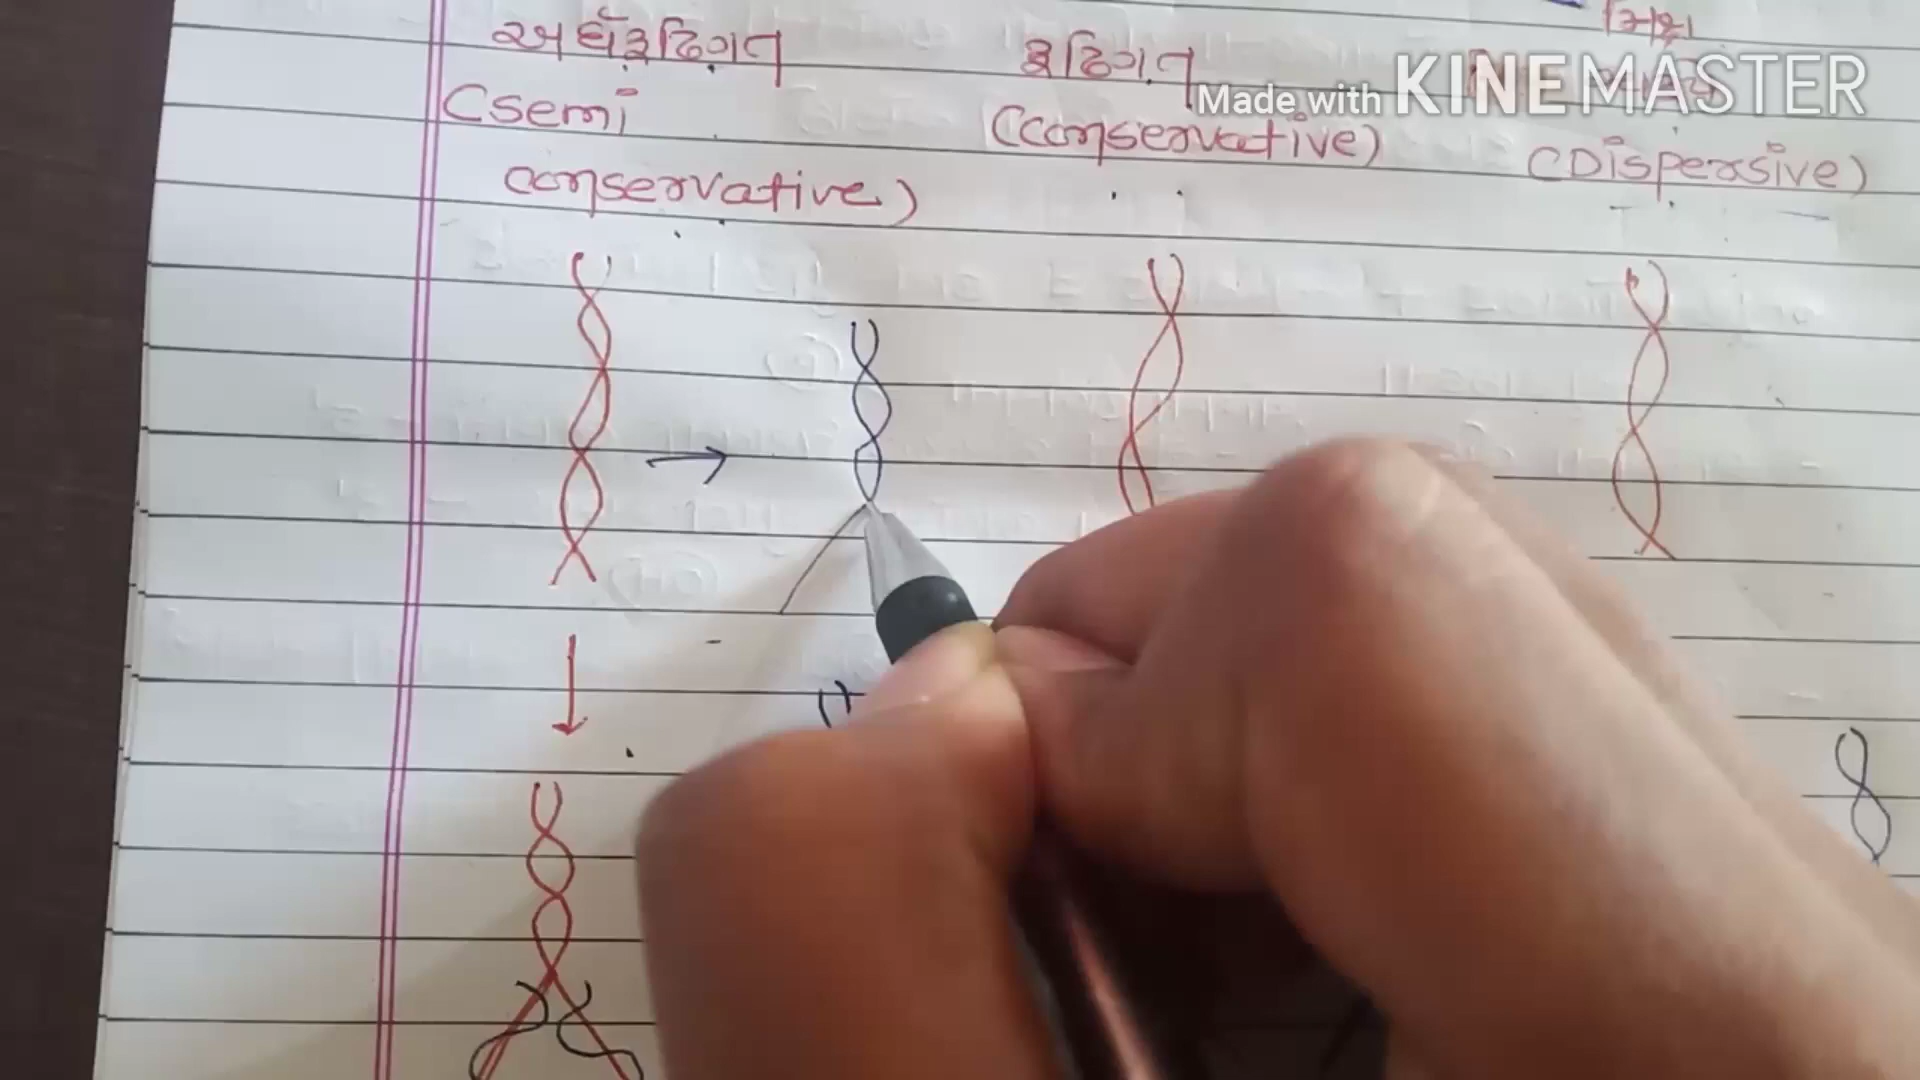 અર્ધરૂઢિગત
(semi
conservative)
રૂઢિગત
(conservative)
મિશ્ર
(Dispersive)
Made with KINEMASTER